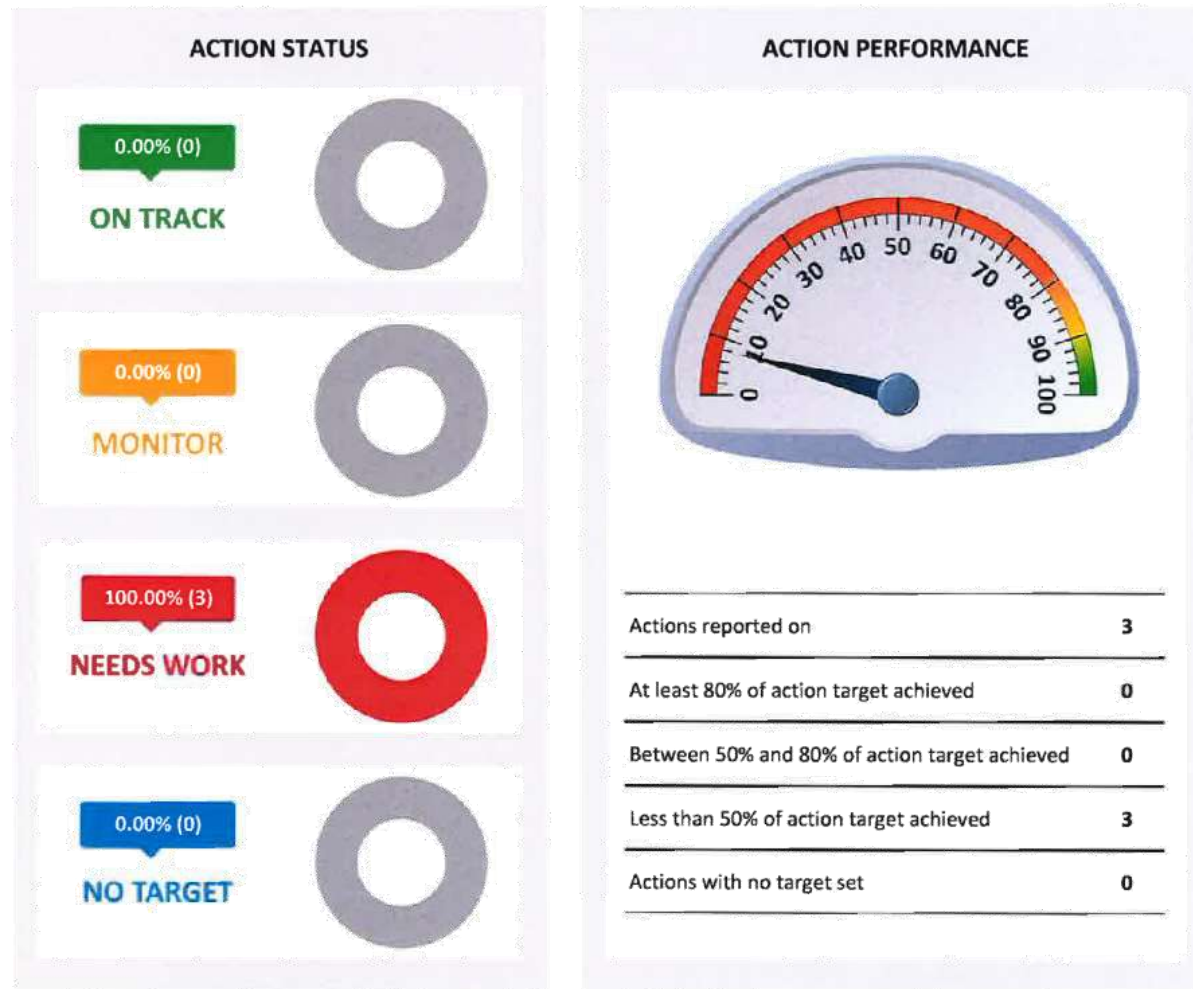 ACTION STATUS
0.00% (0)
ON TRACK
0.00% (0)
MONITOR
100.00% (3)
NEEDS WORK
0.00% (0)
NO TARGET
ACTION PERFORMANCE
0
10
20
30
40
50
60
70
80
90
100
Actions reported on 3
At least 80% of action target achieved 0
Between 50% and 80% of action target achieved 0
Less than 50% of action target achieved 3
Actions with no target set 0